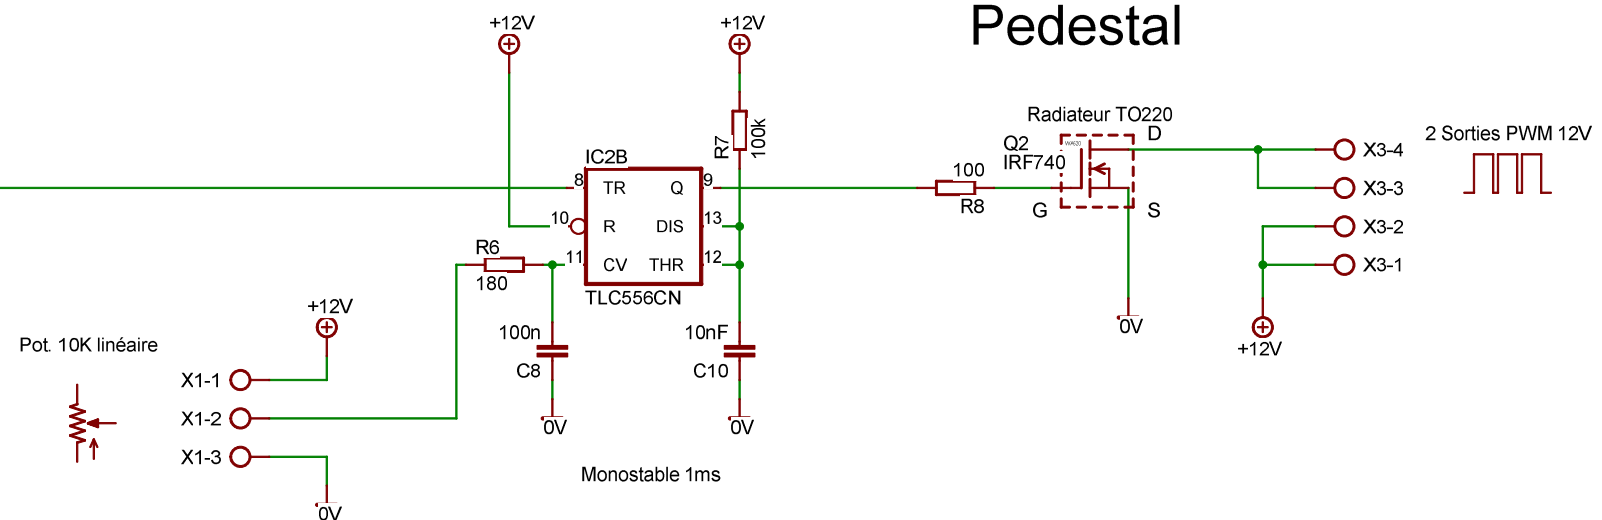 Pedestal
+12V
+12V
R7
100k
Radiateur TO220
Q2
IRF740
D
G
S
2 Sorties PWM 12V
X3-4
X3-3
X3-2
X3-1
+12V
0V
100
R8
IC2B
8
TR
Q
9
10
R
DIS
13
11
CV
THR
12
TLC556CN
R6
180
100n
C8
0V
10nF
C10
0V
Monostable 1ms
+12V
Pot. 10K linéaire
X1-1
X1-2
X1-3
0V